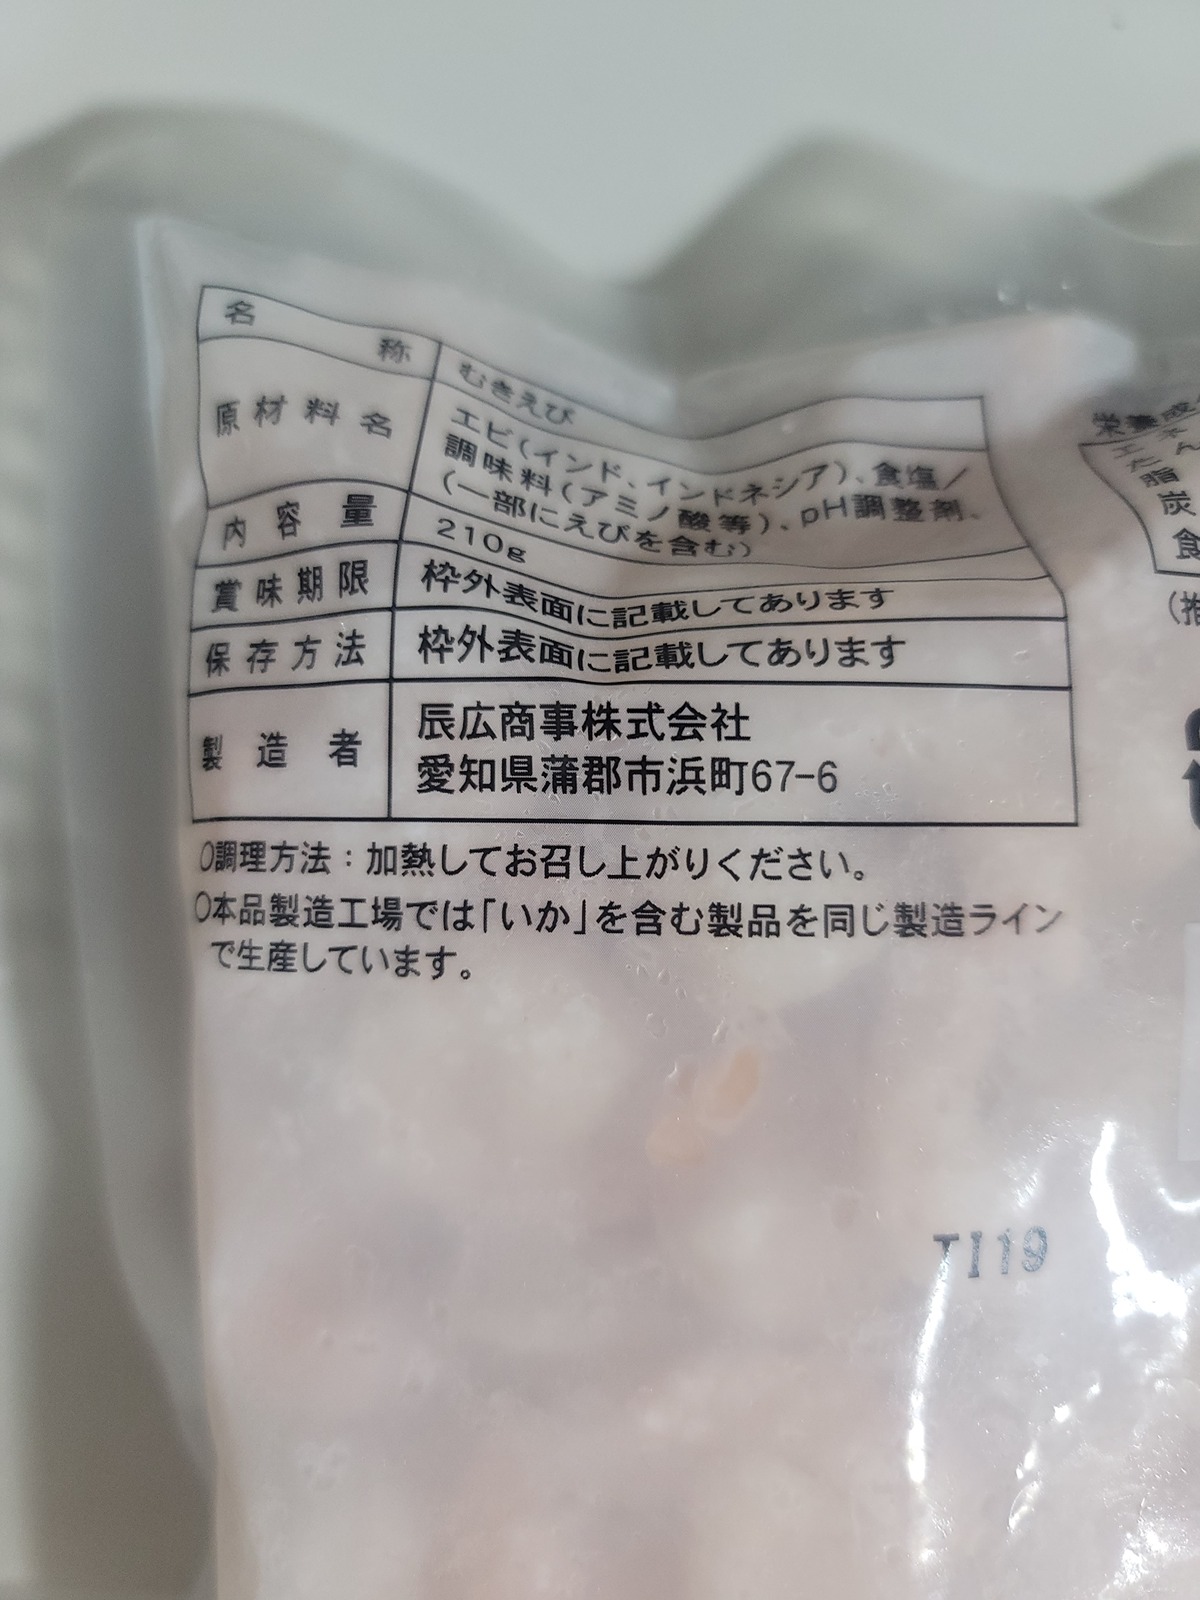 名称 むきえび
原材料名 エビ(インド、インドネシア)、食塩/
調味料(アミノ酸等)、pH調整剤、
(一部にえびを含む)
内容量 210g
賞味期限 枠外表面に記載してあります
保存方法 枠外表面に記載してあります
製造者 辰広商事株式会社
愛知県蒲郡市浜町67-6
○調理方法:加熱してお召し上がりください。
○本品製造工場では「いか」を含む製品を同じ製造ライン
で生産しています。
栄養成
脂
炭
食
(推
TI19